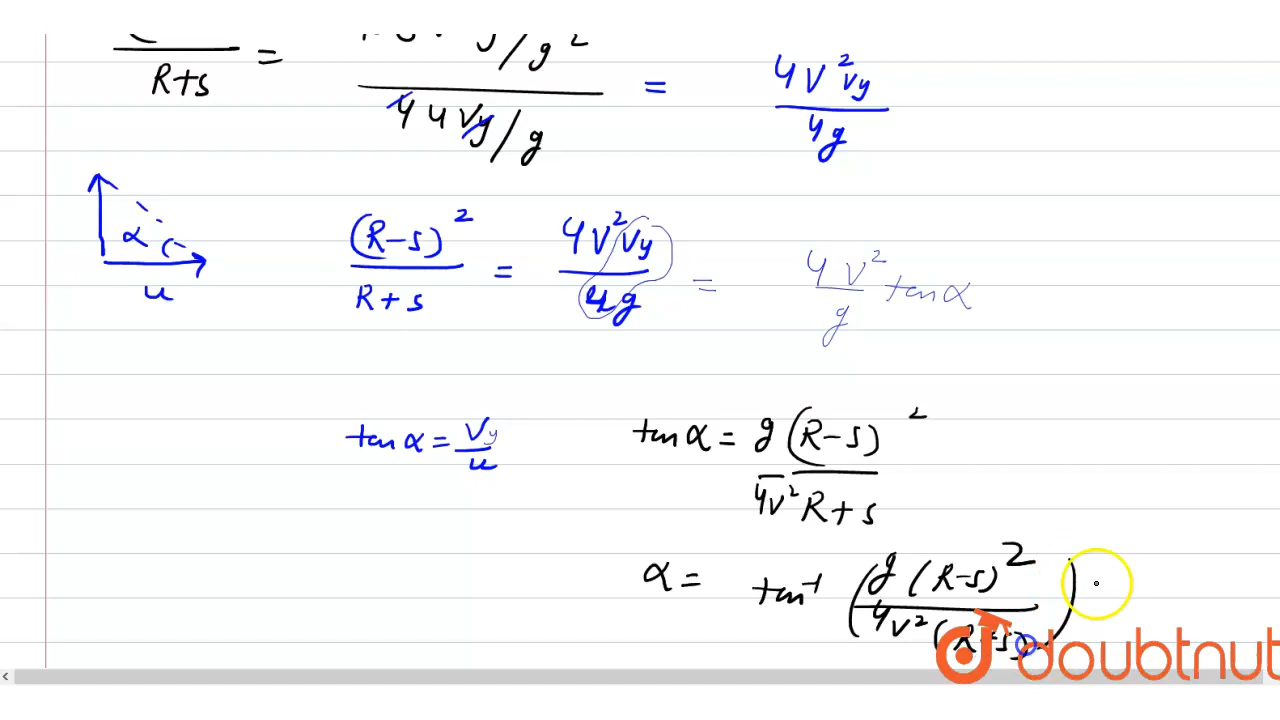 R+s = / g² = 4V²Vy
4 4 Vy / g 4g
(R-s)² = 4V²Vy = 4V² tanα
R+s 4g g
α
u
tanα = Vy/u
tanα = g (R-s)²
4V² R+s
α = tan⁻¹ ( g (R-s)²
4V² (R+s) )
doubtnut